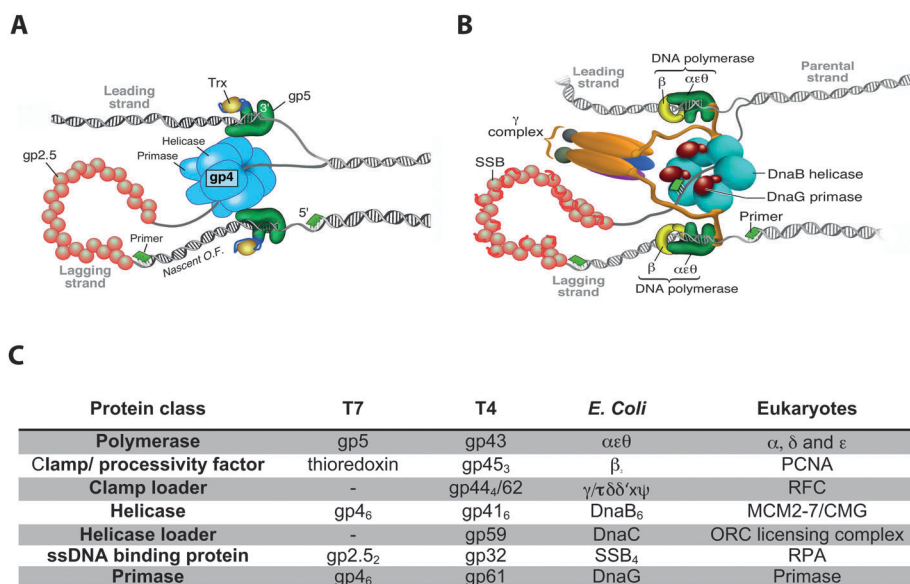 A
Trx
gp5
3'
Leading
strand
Helicase
Primase
gp4
gp2.5
5'
Primer
Nascent O.F.
Lagging
strand
B
DNA polymerase
Leading
strand
β
αεθ
Parental
strand
γ
complex
SSB
DnaB helicase
DnaG primase
Primer
Lagging
strand
β
αεθ
DNA polymerase
C
Protein class T7 T4 E. Coli Eukaryotes
Polymerase gp5 gp43 αεθ α, δ and ε
Clamp/ processivity factor thioredoxin gp45₃ β PCNA
Clamp loader - gp44₄/62 γ/τδδ'χψ RFC
Helicase gp4₆ gp41₆ DnaB₆ MCM2-7/CMG
Helicase loader - gp59 DnaC ORC licensing complex
ssDNA binding protein gp2.5₂ gp32 SSB₄ RPA
Primase gp4₆ gp61 DnaG Primase